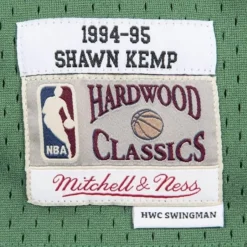 1994-95
SHAWN KEMP
NBA
HARDWOOD
CLASSICS
Mitchell & Ness
HWC SWINGMAN